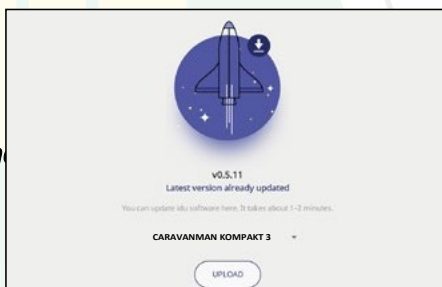 v0.5.11
Latest version already updated
You can update idu software here. It takes about 1-2 minutes.
CARAVANMAN KOMPAKT 3
UPLOAD